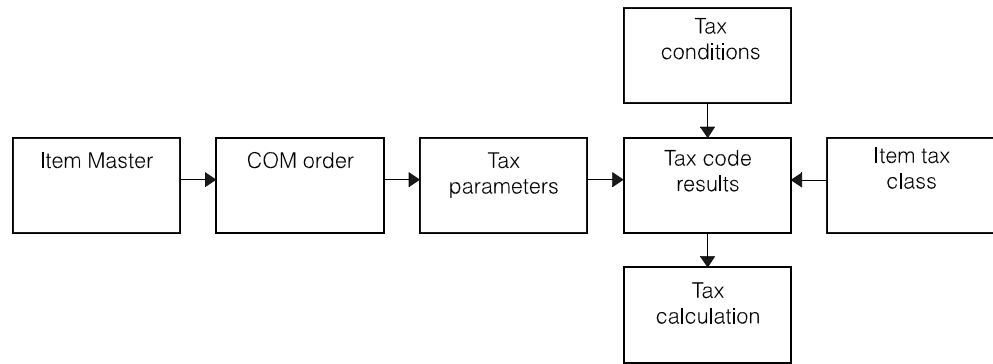 Tax
conditions
Item Master
COM order
Tax
parameters
Tax code
results
Item tax
class
Tax
calculation